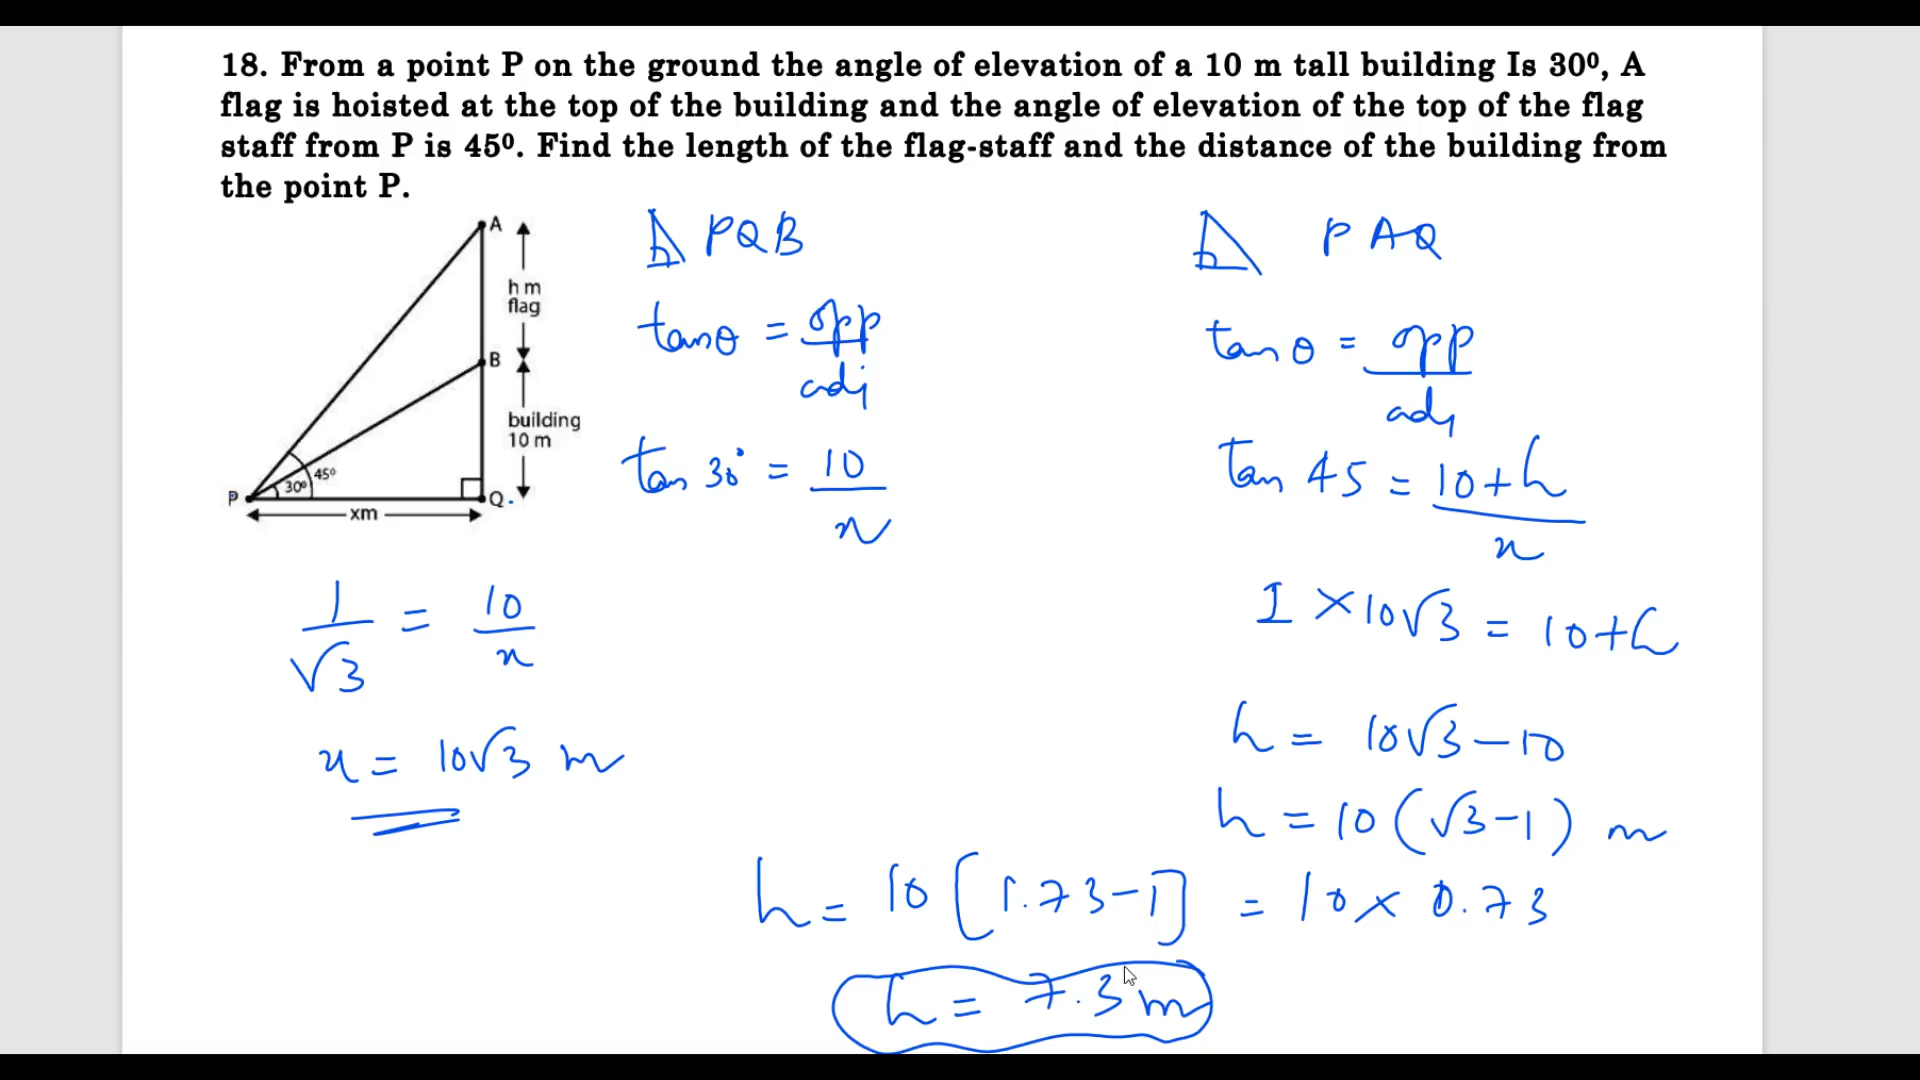 18. From a point P on the ground the angle of elevation of a 10 m tall building Is 30⁰, A
flag is hoisted at the top of the building and the angle of elevation of the top of the flag
staff from P is 45⁰. Find the length of the flag-staff and the distance of the building from
the point P.
A
h m
flag
B
building
10 m
45⁰
30⁰
P
Q.
xm
△ PQB
tanθ = opp/adj
tan 30° = 10/x
1/√3 = 10/x
x = 10√3 m
△ PAQ
tan θ = opp/adj
tan 45 = 10+h/x
1 × 10√3 = 10+h
h = 10√3 - 10
h = 10 (√3-1) m
h = 10 [1.73-1] = 10 × 0.73
h = 7.3 m